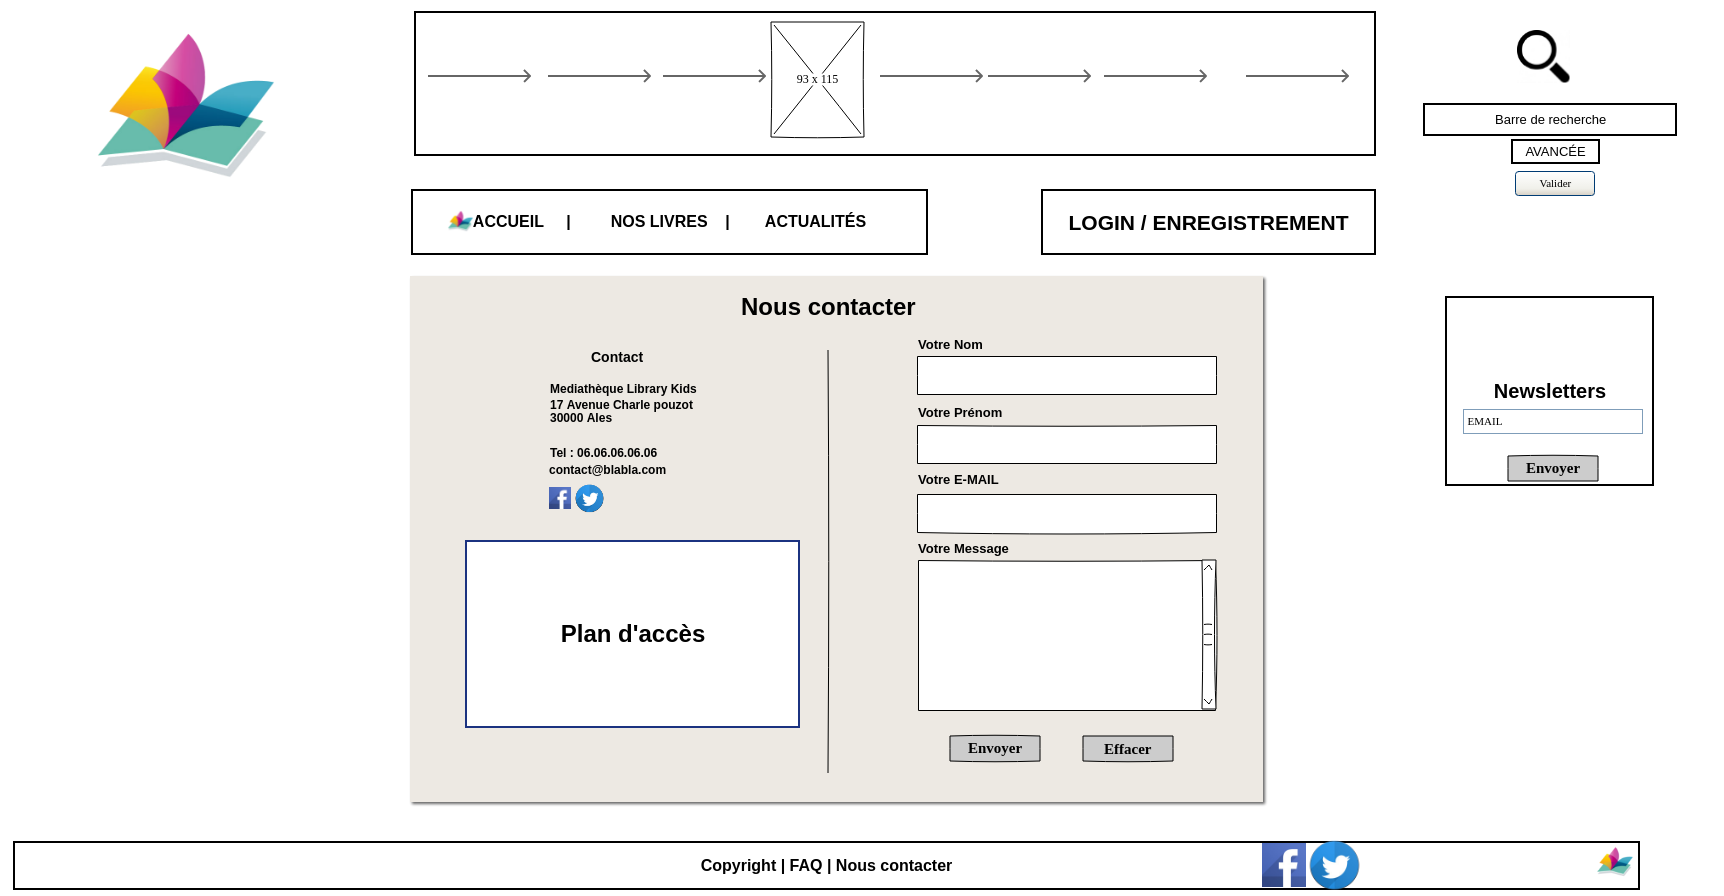 93 x 115
Barre de recherche
AVANCÉE
Valider
ACCUEIL | NOS LIVRES | ACTUALITÉS
LOGIN / ENREGISTREMENT
Nous contacter
Contact
Mediathèque Library Kids
17 Avenue Charle pouzot
30000 Ales
Tel : 06.06.06.06.06
contact@blabla.com
Plan d'accès
Votre Nom
Votre Prénom
Votre E-MAIL
Votre Message
Envoyer
Effacer
Newsletters
EMAIL
Envoyer
Copyright | FAQ | Nous contacter